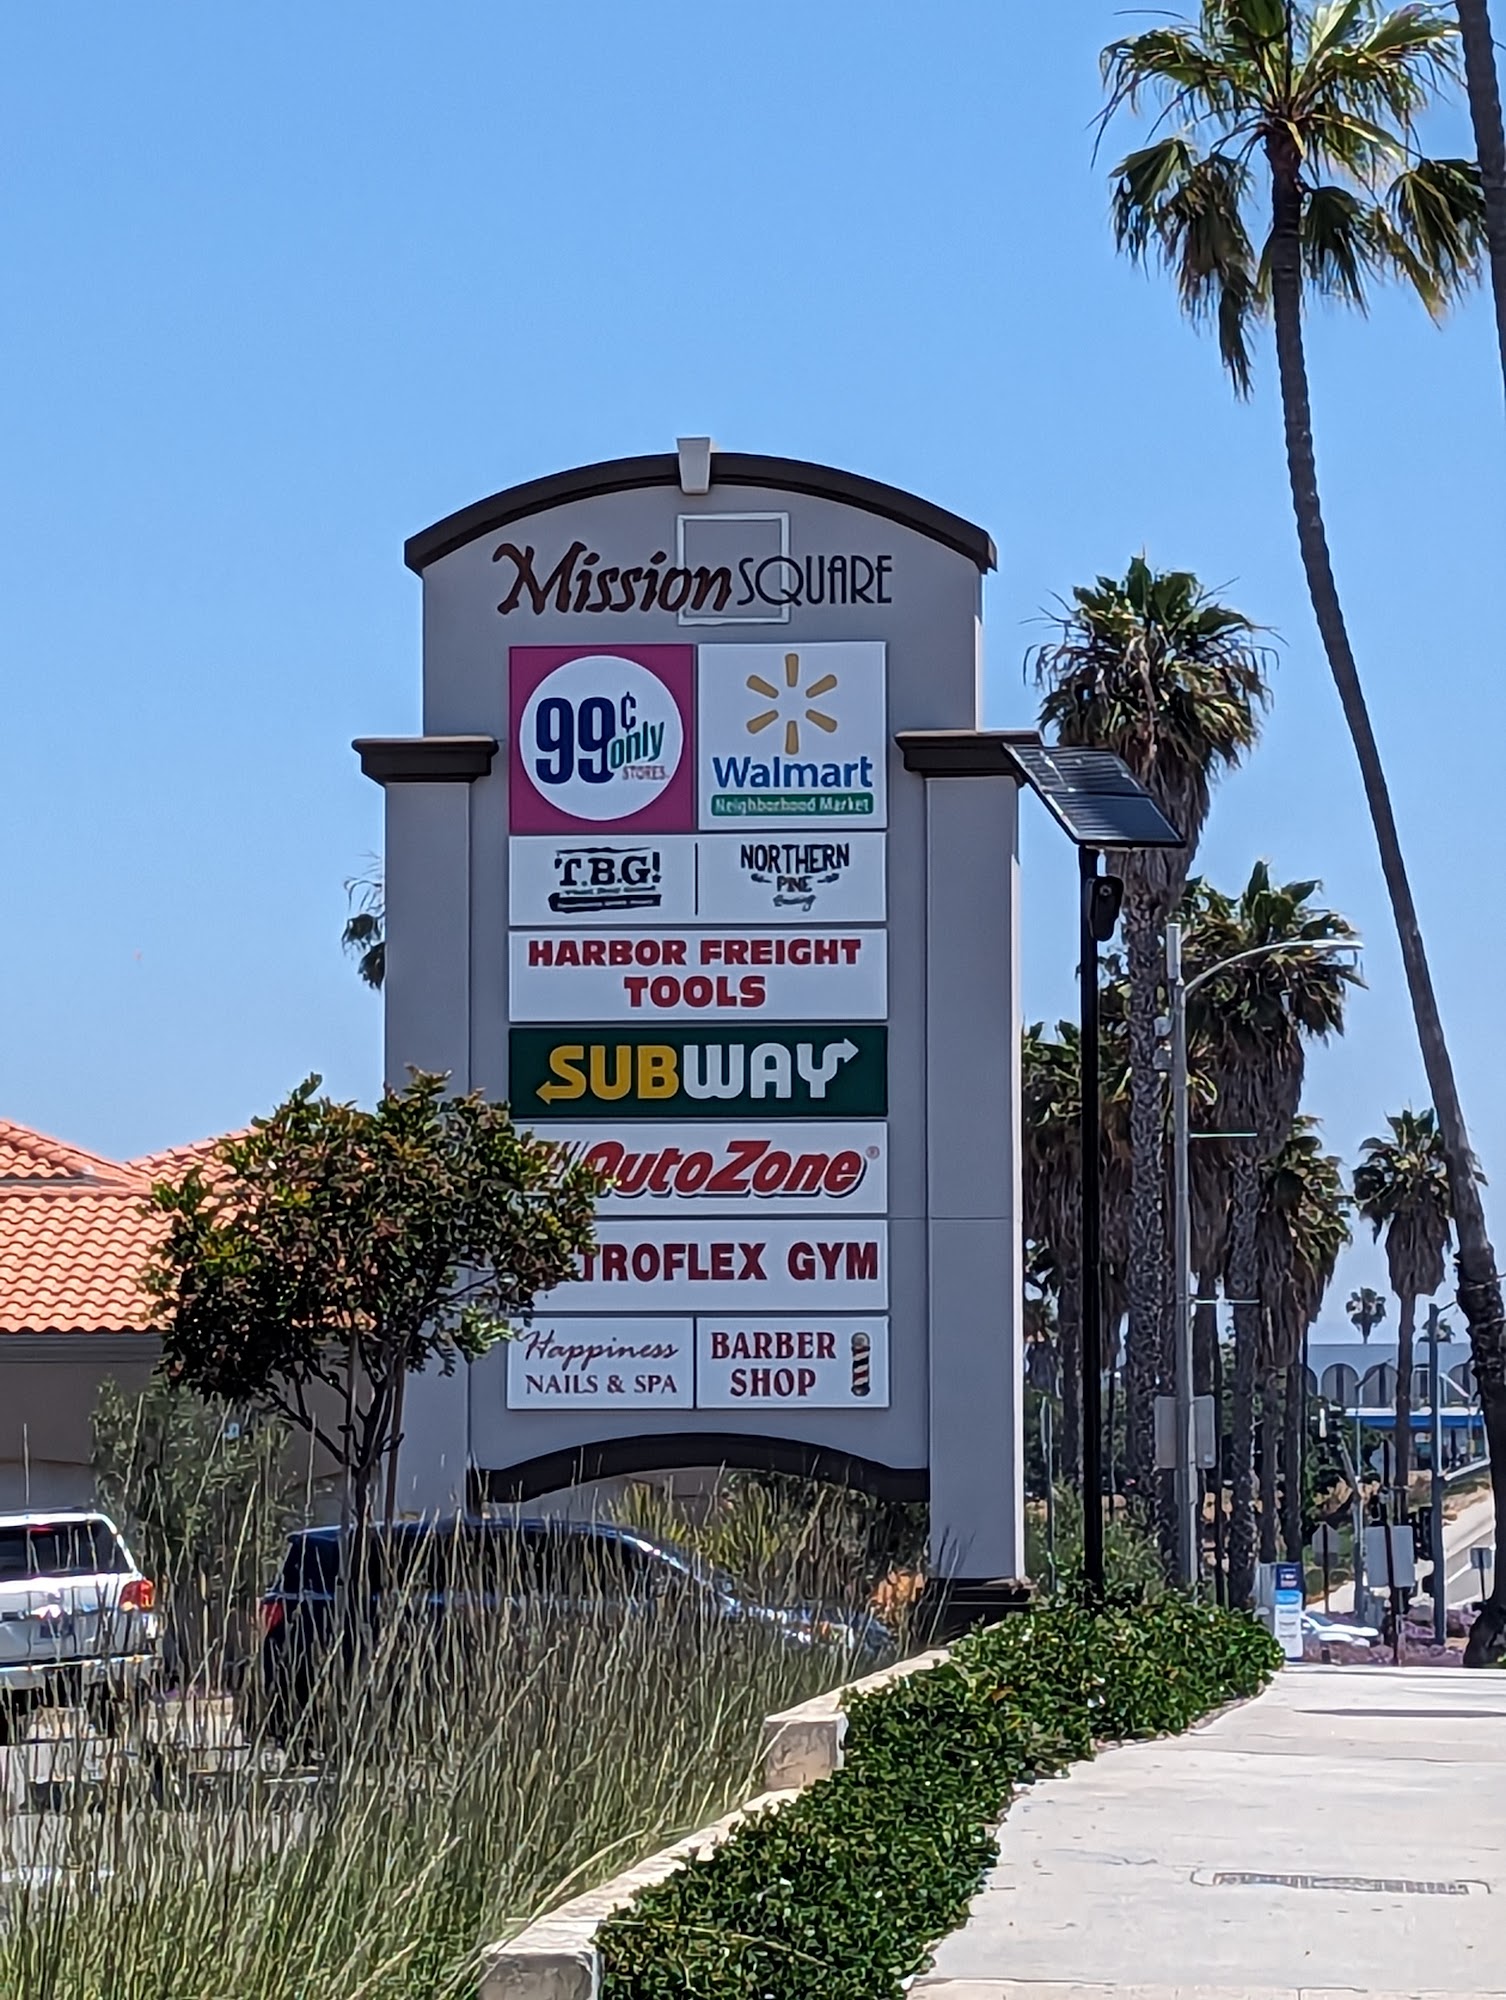 Mission SQUARE
99¢ only
STORES.
Walmart
Neighborhood Market
T.B.G!
NORTHERN
PINE
Brewing
HARBOR FREIGHT
TOOLS
SUBWAY
AutoZone®
TROFLEX GYM
Happiness
NAILS & SPA
BARBER
SHOP